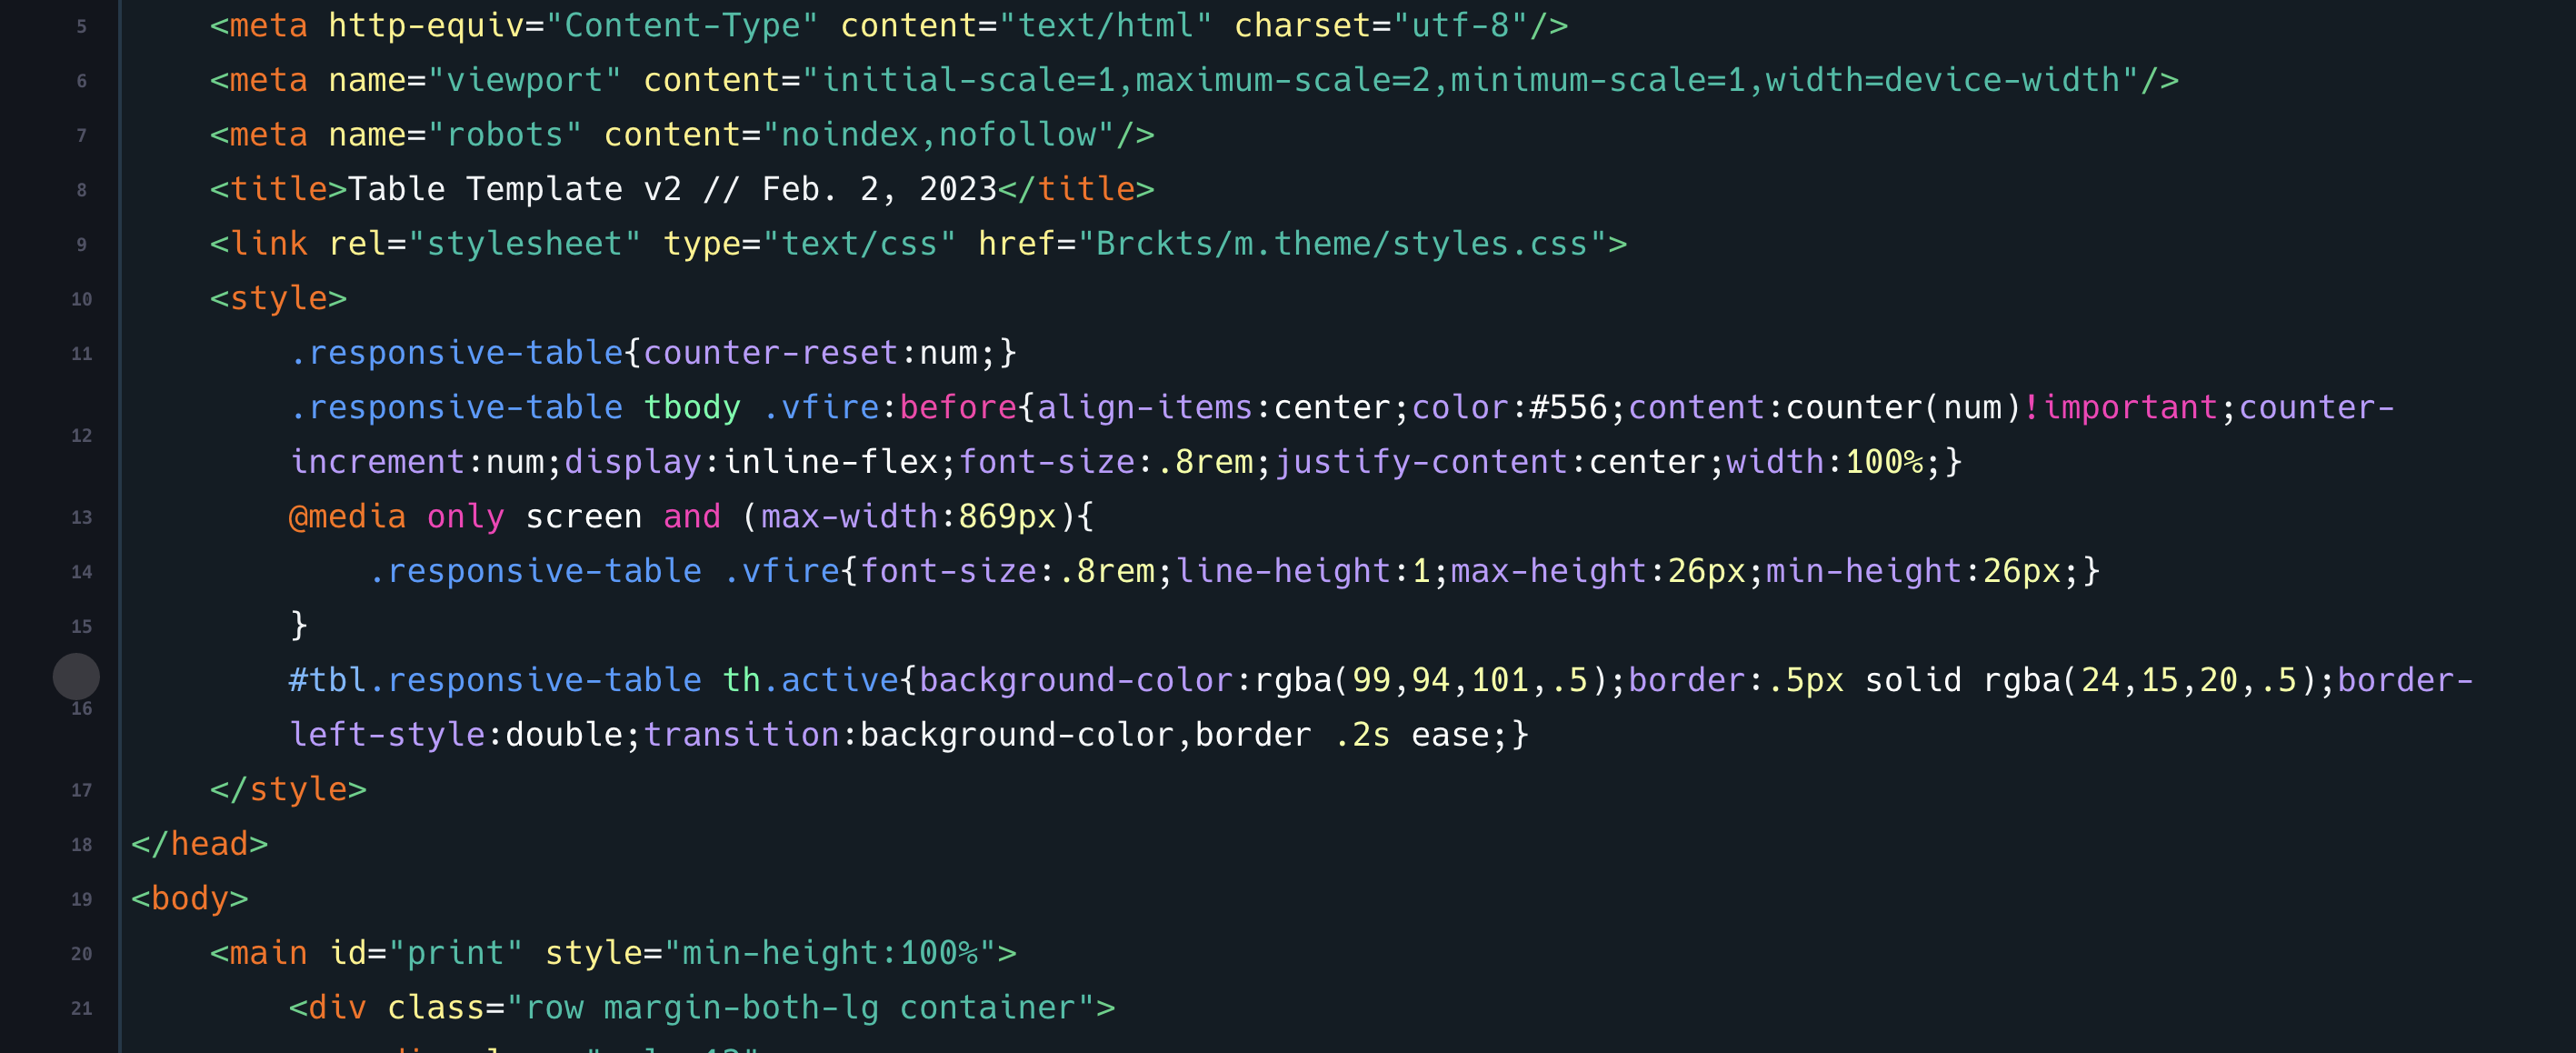 5 <meta http-equiv="Content-Type" content="text/html" charset="utf-8"/>
6 <meta name="viewport" content="initial-scale=1,maximum-scale=2,minimum-scale=1,width=device-width"/>
7 <meta name="robots" content="noindex,nofollow"/>
8 <title>Table Template v2 // Feb. 2, 2023</title>
9 <link rel="stylesheet" type="text/css" href="Brckts/m.theme/styles.css">
10 <style>
11 .responsive-table{counter-reset:num;}
12 .responsive-table tbody .vfire:before{align-items:center;color:#556;content:counter(num)!important;counter-
increment:num;display:inline-flex;font-size:.8rem;justify-content:center;width:100%;}
13 @media only screen and (max-width:869px){
14 .responsive-table .vfire{font-size:.8rem;line-height:1;max-height:26px;min-height:26px;}
15 }
16 #tbl.responsive-table th.active{background-color:rgba(99,94,101,.5);border:.5px solid rgba(24,15,20,.5);border-
left-style:double;transition:background-color,border .2s ease;}
17 </style>
18 </head>
19 <body>
20 <main id="print" style="min-height:100%">
21 <div class="row margin-both-lg container">